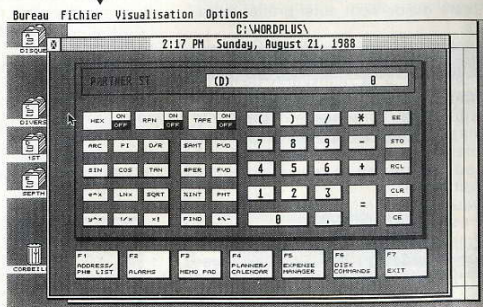 Bureau Fichier Visualisation Options
C:\WORDPLUS\
2:17 PM Sunday, August 21, 1988
DISQUE
PARTNER ST (D) 0
DIVERS
HEX ON OFF RPN ON OFF TAPE ON OFF ( ) / * EE
1ST
ARC PI D/R $AMT PVD 7 8 9 - STO
SIN COS TAN #PER FVD 4 5 6 + RCL
e^x LNx SQRT %INT PMT 1 2 3 = CLR
y^x 1/x x! FIND +\- 0 . CE
CORBEIL
F1 ADDRESS/ PH# LIST
F2 ALARMS
F3 MEMO PAD
F4 PLANNER/ CALENDAR
F5 EXPENSE MANAGER
F6 DISK COMMANDS
F7 EXIT